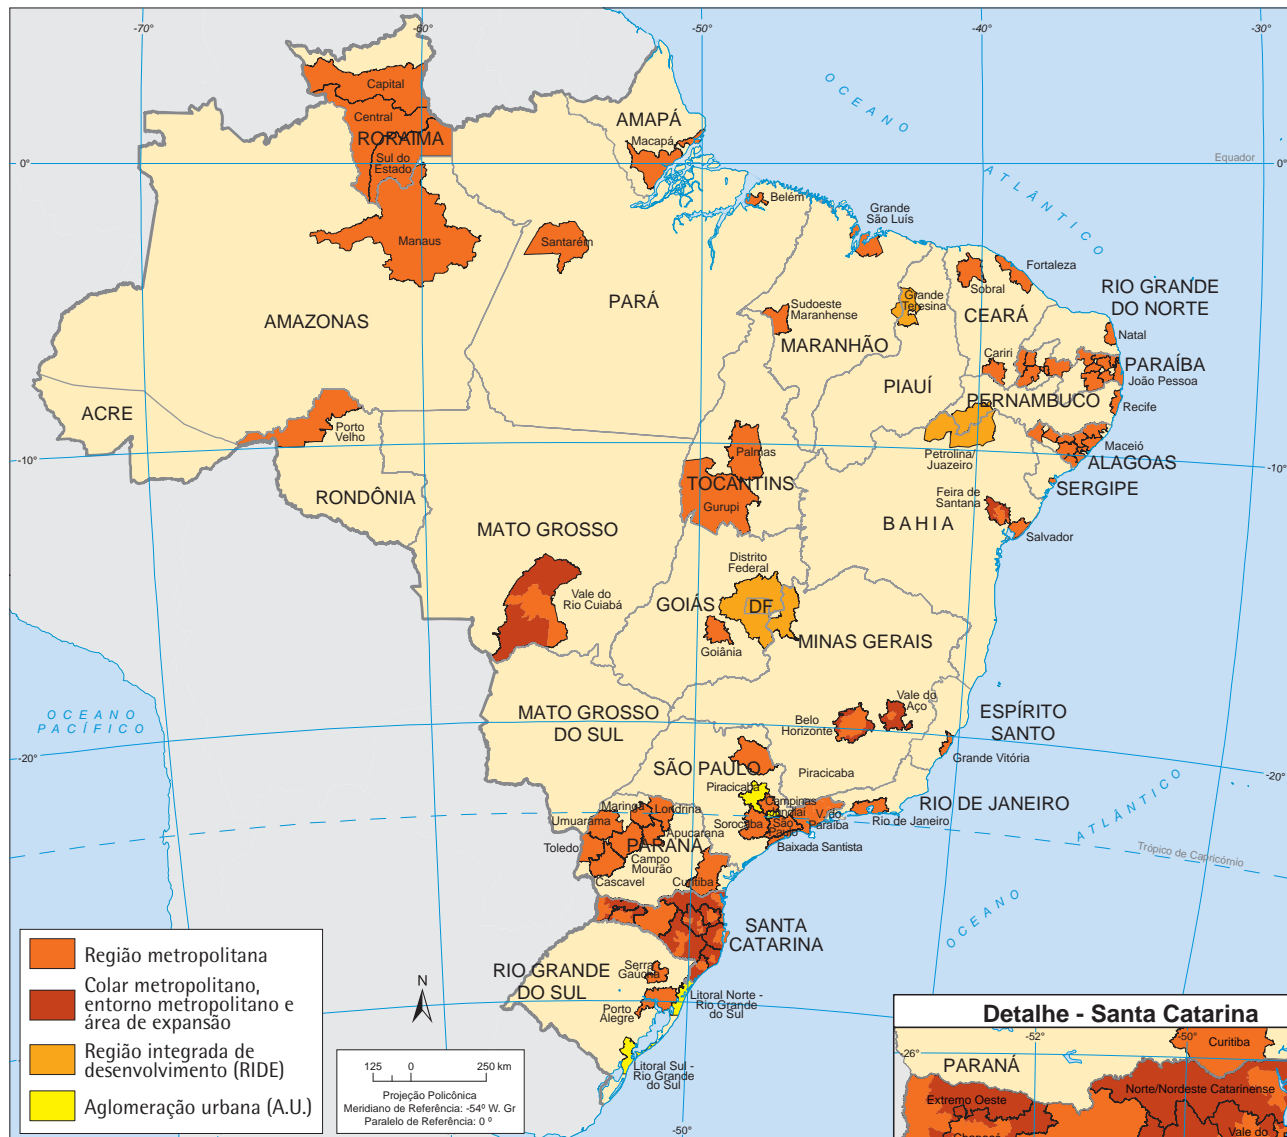 -70°
-60°
-50°
-40°
-30°
OCEANO
ATLÂNTICO
Capital
Central
RORAIMA
Sul do
Estado
AMAPÁ
Macapá
Equador
0°
0°
Belém
Grande
São Luís
Manaus
Santarém
Fortaleza
Sobral
RIO GRANDE
DO NORTE
Grande
Teresina
Sudoeste
Maranhense
CEARÁ
AMAZONAS
PARÁ
MARANHÃO
Natal
Cariri
PARAÍBA
João Pessoa
PIAUÍ
PERNAMBUCO
Recife
ACRE
Porto
Velho
Petrolina/
Juazeiro
Maceió
ALAGOAS
-10°
-10°
Palmas
TOCANTINS
Gurupi
SERGIPE
Feira de
Santana
RONDÔNIA
BAHIA
Salvador
MATO GROSSO
Distrito
Federal
Vale do
Rio Cuiabá
GOIÁS
DF
Goiânia
MINAS GERAIS
OCEANO
PACÍFICO
MATO GROSSO
DO SUL
Vale do
Aço
Belo
Horizonte
ESPÍRITO
SANTO
Grande Vitória
-20°
-20°
SÃO PAULO
Piracicaba
Piracicaba
Campinas
Jundiaí
RIO DE JANEIRO
Maringá
Londrina
Umuarama
Sorocaba
São
Paulo
V. do
Paraíba
Rio de Janeiro
Apucarana
Toledo
PARANÁ
Baixada Santista
Campo
Mourão
Cascavel
Curitiba
Trópico de Capricórnio
ATLÂNTICO
OCEANO
SANTA
CATARINA
RIO GRANDE
DO SUL
Serra
Gaúcha
Porto
Alegre
Litoral Norte -
Rio Grande
do Sul
Litoral Sul -
Rio Grande
do Sul
-50°
Região metropolitana
Colar metropolitano,
entorno metropolitano e
área de expansão
Região integrada de
desenvolvimento (RIDE)
Aglomeração urbana (A.U.)
N
125 0 250 km
Projeção Policônica
Meridiano de Referência: -54º W. Gr
Paralelo de Referência: 0 º
Detalhe - Santa Catarina
-52°
-50°
-26°
Curitiba
PARANÁ
Norte/Nordeste Catarinense
Extremo Oeste
Chapecó
Vale do